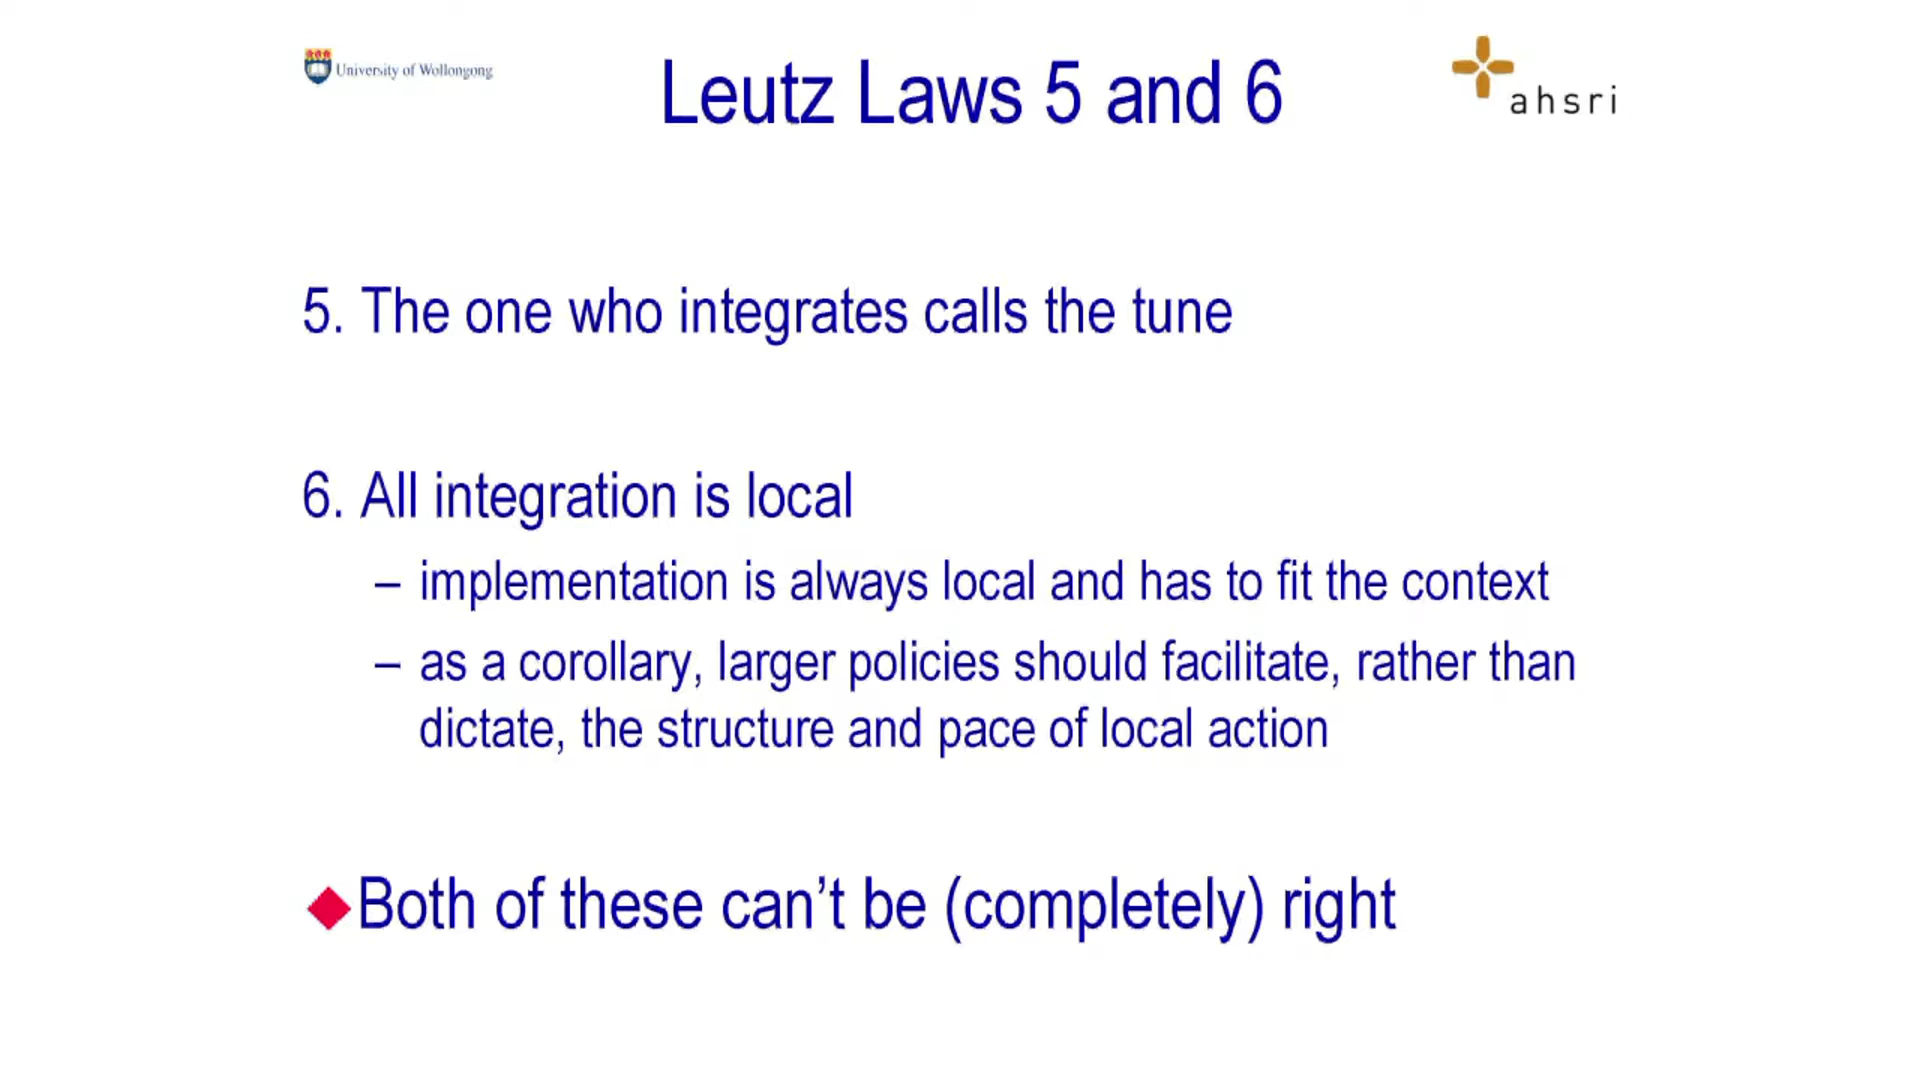 University of Wollongong
Leutz Laws 5 and 6
ahsri
5. The one who integrates calls the tune
6. All integration is local
– implementation is always local and has to fit the context
– as a corollary, larger policies should facilitate, rather than
dictate, the structure and pace of local action
Both of these can’t be (completely) right